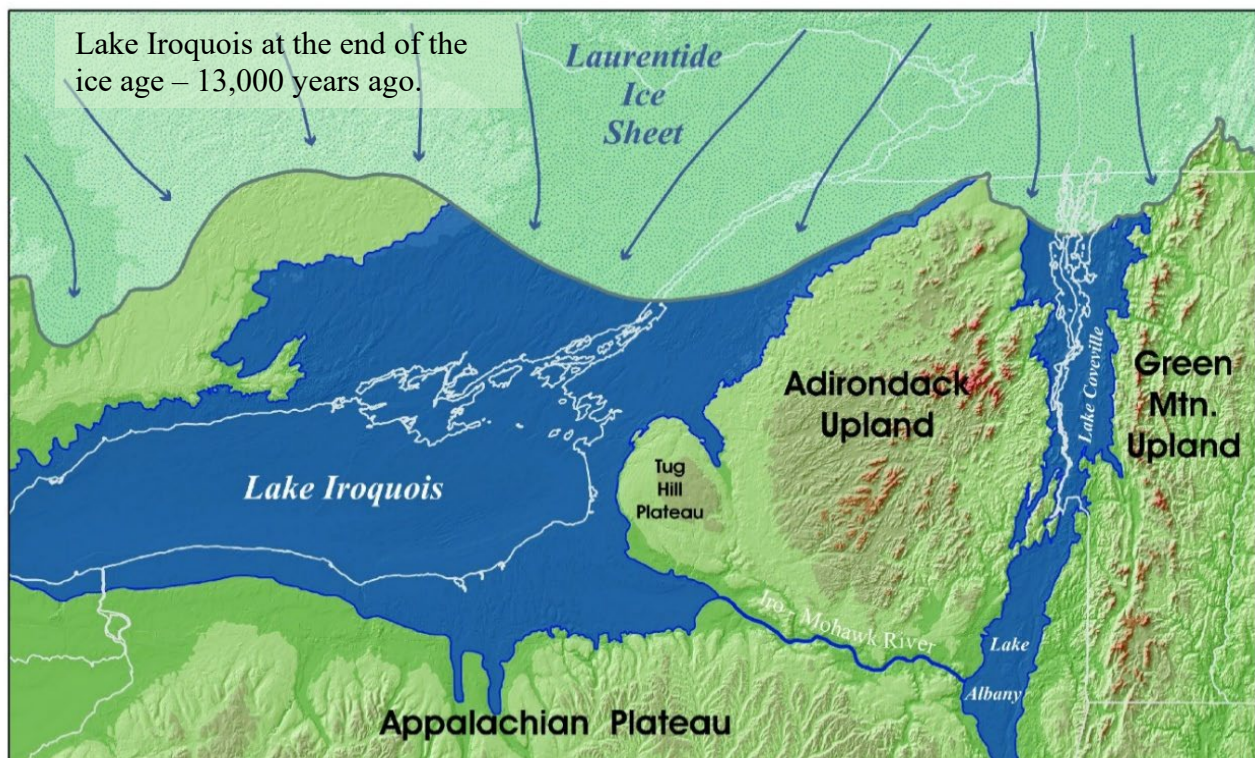 Lake Iroquois at the end of the
ice age – 13,000 years ago.
Laurentide
Ice
Sheet
Lake Iroquois
Tug
Hill
Plateau
Adirondack
Upland
Lake Coveville
Green
Mtn.
Upland
Iro - Mohawk River
Lake
Albany
Appalachian Plateau